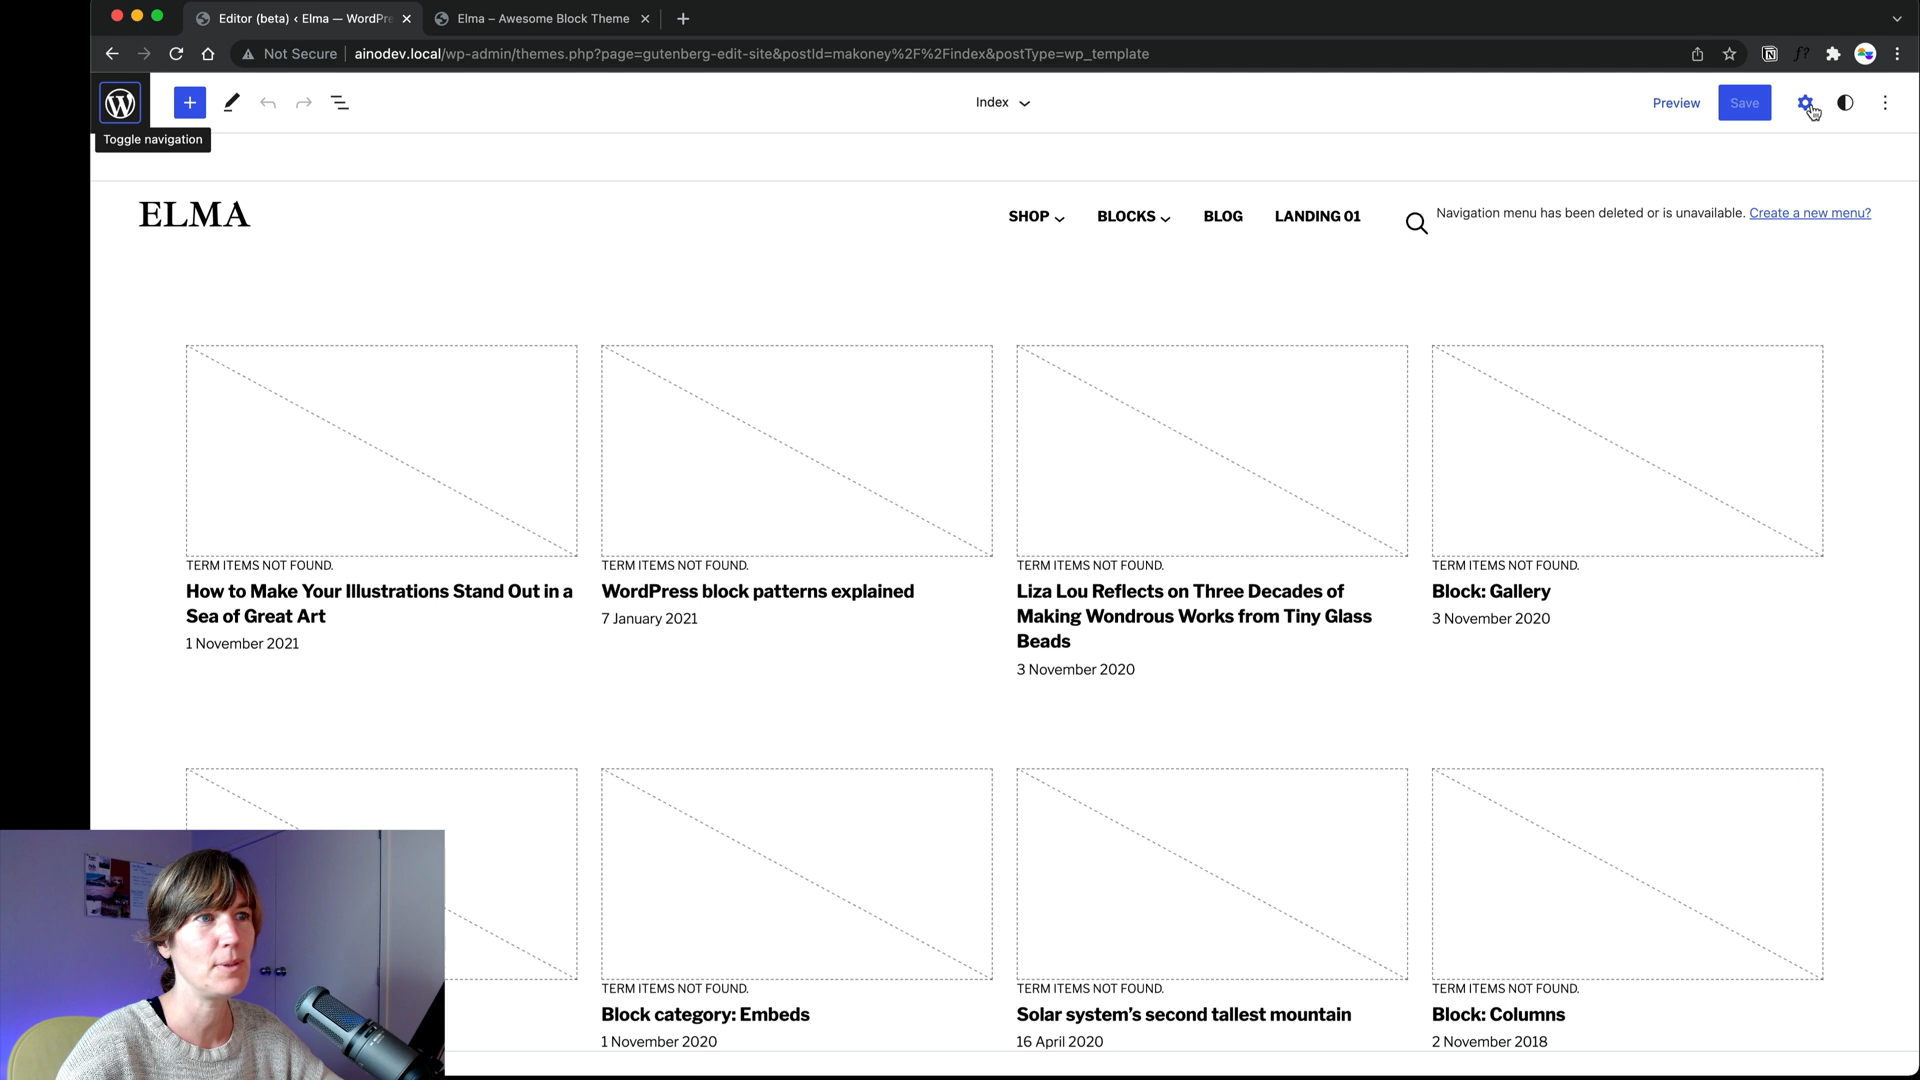 Editor (beta) ‹ Elma — WordPre
Elma – Awesome Block Theme
Not Secure
ainodev.local/wp-admin/themes.php?page=gutenberg-edit-site&postId=makoney%2F%2Findex&postType=wp_template
Index
Preview
Save
Toggle navigation
ELMA
SHOP
BLOCKS
BLOG
LANDING 01
Navigation menu has been deleted or is unavailable. Create a new menu?
TERM ITEMS NOT FOUND.
How to Make Your Illustrations Stand Out in a
Sea of Great Art
1 November 2021
TERM ITEMS NOT FOUND.
WordPress block patterns explained
7 January 2021
TERM ITEMS NOT FOUND.
Liza Lou Reflects on Three Decades of
Making Wondrous Works from Tiny Glass
Beads
3 November 2020
TERM ITEMS NOT FOUND.
Block: Gallery
3 November 2020
TERM ITEMS NOT FOUND.
Block category: Embeds
1 November 2020
TERM ITEMS NOT FOUND.
Solar system’s second tallest mountain
16 April 2020
TERM ITEMS NOT FOUND.
Block: Columns
2 November 2018